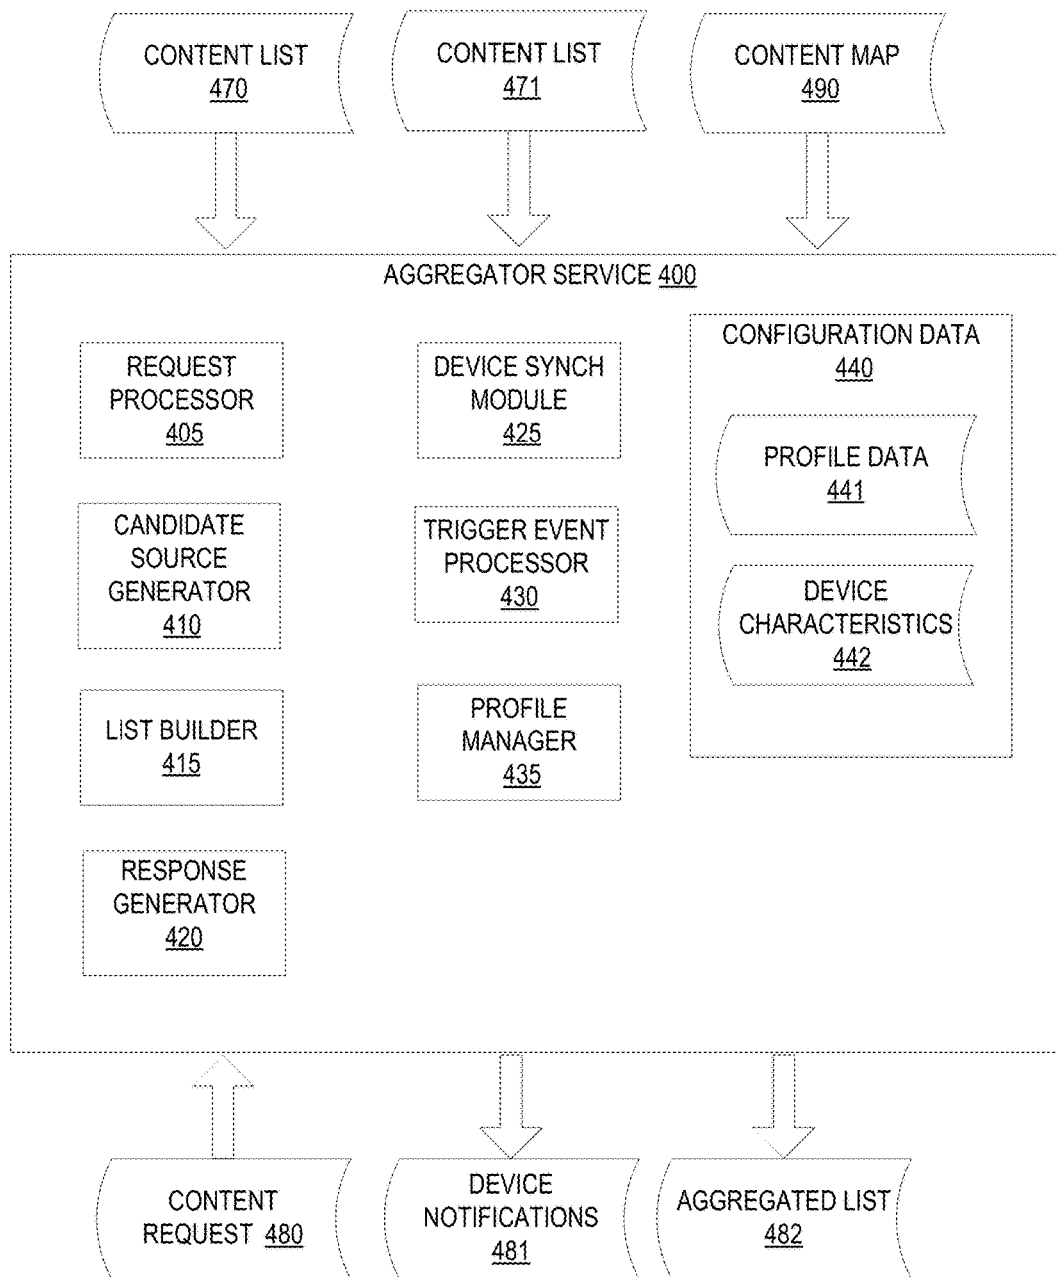 CONTENT LIST
470
CONTENT LIST
471
CONTENT MAP
490
AGGREGATOR SERVICE 400
REQUEST
PROCESSOR
405
CANDIDATE
SOURCE
GENERATOR
410
LIST BUILDER
415
RESPONSE
GENERATOR
420
DEVICE SYNCH
MODULE
425
TRIGGER EVENT
PROCESSOR
430
PROFILE
MANAGER
435
CONFIGURATION DATA
440
PROFILE DATA
441
DEVICE
CHARACTERISTICS
442
CONTENT
REQUEST 480
DEVICE
NOTIFICATIONS
481
AGGREGATED LIST
482